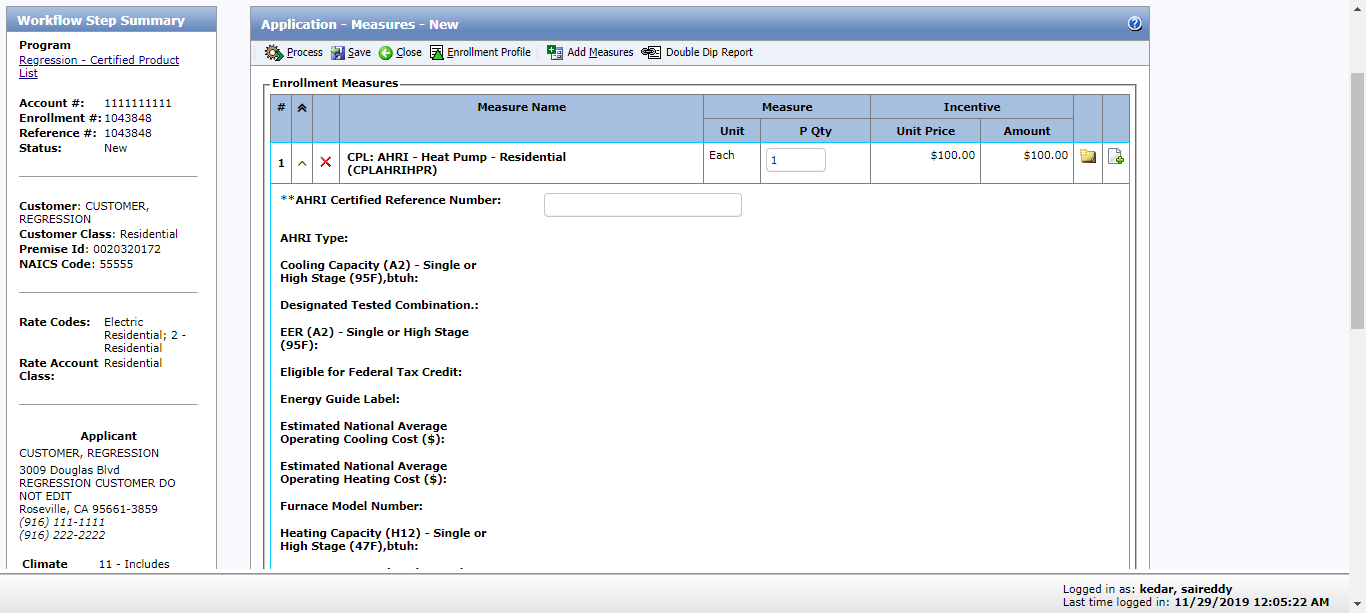 Workflow Step Summary
Program
Regression - Certified Product
List
Account #: 1111111111
Enrollment #: 1043848
Reference #: 1043848
Status: New
Customer: CUSTOMER,
REGRESSION
Customer Class: Residential
Premise Id: 0020320172
NAICS Code: 55555
Rate Codes: Electric
Residential; 2 -
Residential
Rate Account Residential
Class:
Applicant
CUSTOMER, REGRESSION
3009 Douglas Blvd
REGRESSION CUSTOMER DO
NOT EDIT
Roseville, CA 95661-3859
(916) 111-1111
(916) 222-2222
Climate 11 - Includes
Application - Measures - New
Process Save Close Enrollment Profile Add Measures Double Dip Report
Enrollment Measures
# Measure Name Measure Incentive
Unit P Qty Unit Price Amount
1 CPL: AHRI - Heat Pump - Residential Each 1 $100.00 $100.00
(CPLAHRIHPR)
**AHRI Certified Reference Number:
AHRI Type:
Cooling Capacity (A2) - Single or
High Stage (95F),btuh:
Designated Tested Combination.:
EER (A2) - Single or High Stage
(95F):
Eligible for Federal Tax Credit:
Energy Guide Label:
Estimated National Average
Operating Cooling Cost ($):
Estimated National Average
Operating Heating Cost ($):
Furnace Model Number:
Heating Capacity (H12) - Single or
High Stage (47F),btuh:
Logged in as: kedar, saireddy
Last time logged in: 11/29/2019 12:05:22 AM